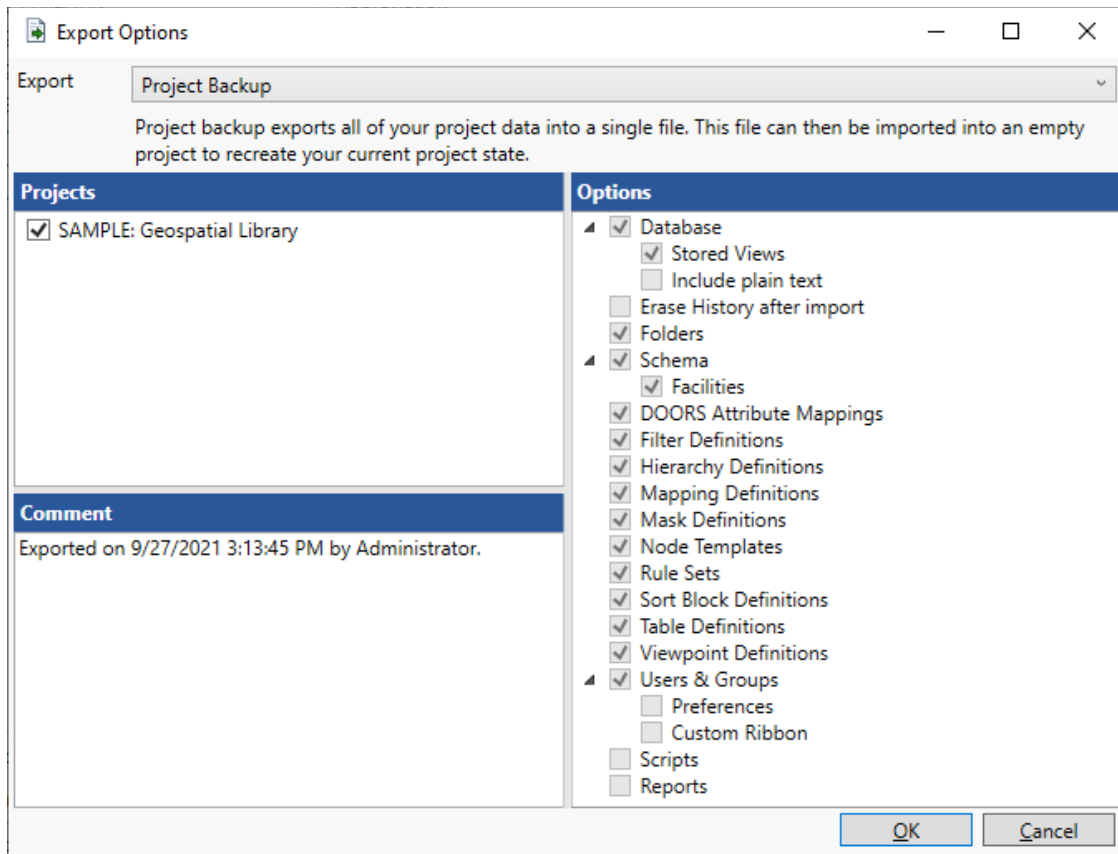 Export Options
Export
Project Backup
Project backup exports all of your project data into a single file. This file can then be imported into an empty
project to recreate your current project state.
Projects
SAMPLE: Geospatial Library
Comment
Exported on 9/27/2021 3:13:45 PM by Administrator.
Options
Database
Stored Views
Include plain text
Erase History after import
Folders
Schema
Facilities
DOORS Attribute Mappings
Filter Definitions
Hierarchy Definitions
Mapping Definitions
Mask Definitions
Node Templates
Rule Sets
Sort Block Definitions
Table Definitions
Viewpoint Definitions
Users & Groups
Preferences
Custom Ribbon
Scripts
Reports
OK
Cancel